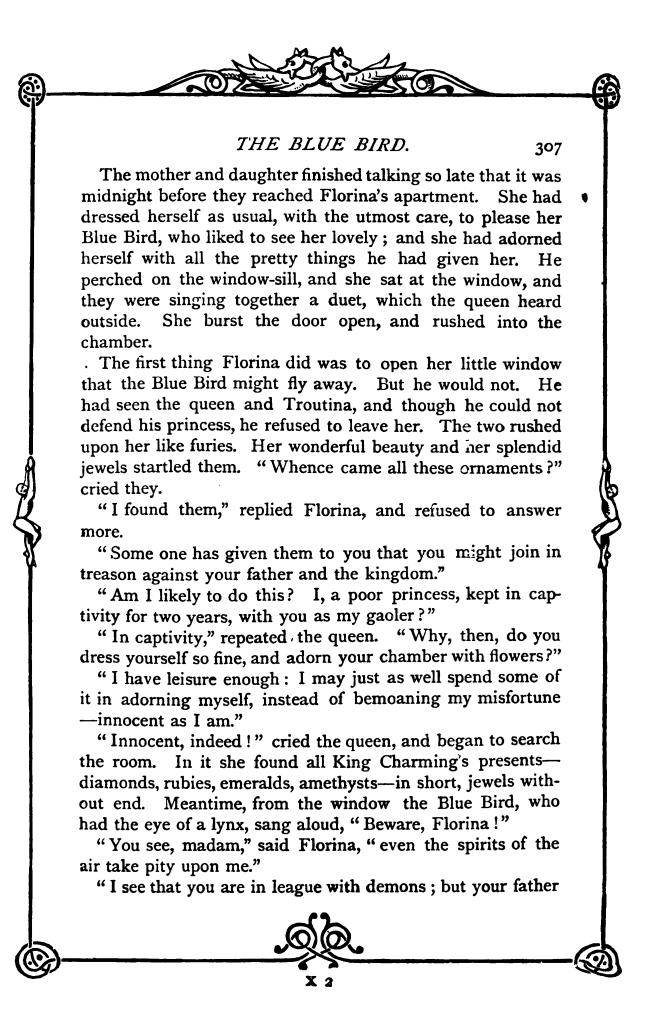 THE BLUE BIRD. 307
The mother and daughter finished talking so late that it was
midnight before they reached Florina's apartment. She had
dressed herself as usual, with the utmost care, to please her
Blue Bird, who liked to see her lovely; and she had adorned
herself with all the pretty things he had given her. He
perched on the window-sill, and she sat at the window, and
they were singing together a duet, which the queen heard
outside. She burst the door open, and rushed into the
chamber.
The first thing Florina did was to open her little window
that the Blue Bird might fly away. But he would not. He
had seen the queen and Troutina, and though he could not
defend his princess, he refused to leave her. The two rushed
upon her like furies. Her wonderful beauty and her splendid
jewels startled them. "Whence came all these ornaments?"
cried they.
"I found them," replied Florina, and refused to answer
more.
"Some one has given them to you that you might join in
treason against your father and the kingdom."
"Am I likely to do this? I, a poor princess, kept in cap-
tivity for two years, with you as my gaoler?"
"In captivity," repeated the queen. "Why, then, do you
dress yourself so fine, and adorn your chamber with flowers?"
"I have leisure enough: I may just as well spend some of
it in adorning myself, instead of bemoaning my misfortune
—innocent as I am."
"Innocent, indeed!" cried the queen, and began to search
the room. In it she found all King Charming's presents—
diamonds, rubies, emeralds, amethysts—in short, jewels with-
out end. Meantime, from the window the Blue Bird, who
had the eye of a lynx, sang aloud, "Beware, Florina!"
"You see, madam," said Florina, "even the spirits of the
air take pity upon me."
"I see that you are in league with demons; but your father
X 2